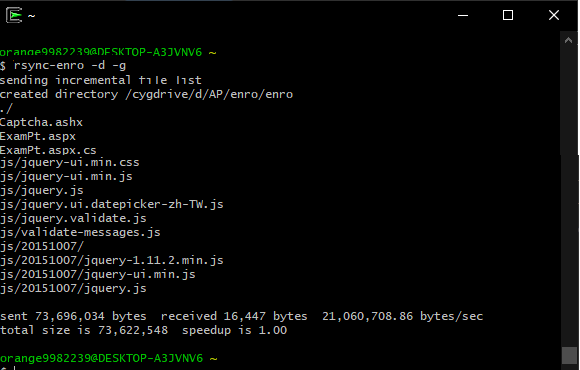 ~
orange9982239@DESKTOP-A3JVNV6 ~
$ rsync-enro -d -g
sending incremental file list
created directory /cygdrive/d/AP/enro/enro
./
Captcha.ashx
ExamPt.aspx
ExamPt.aspx.cs
js/jquery-ui.min.css
js/jquery-ui.min.js
js/jquery.js
js/jquery.ui.datepicker-zh-TW.js
js/jquery.validate.js
js/validate-messages.js
js/20151007/
js/20151007/jquery-1.11.2.min.js
js/20151007/jquery-ui.min.js
js/20151007/jquery.js
sent 73,696,034 bytes  received 16,447 bytes  21,060,708.86 bytes/sec
total size is 73,622,548  speedup is 1.00
orange9982239@DESKTOP-A3JVNV6 ~
$